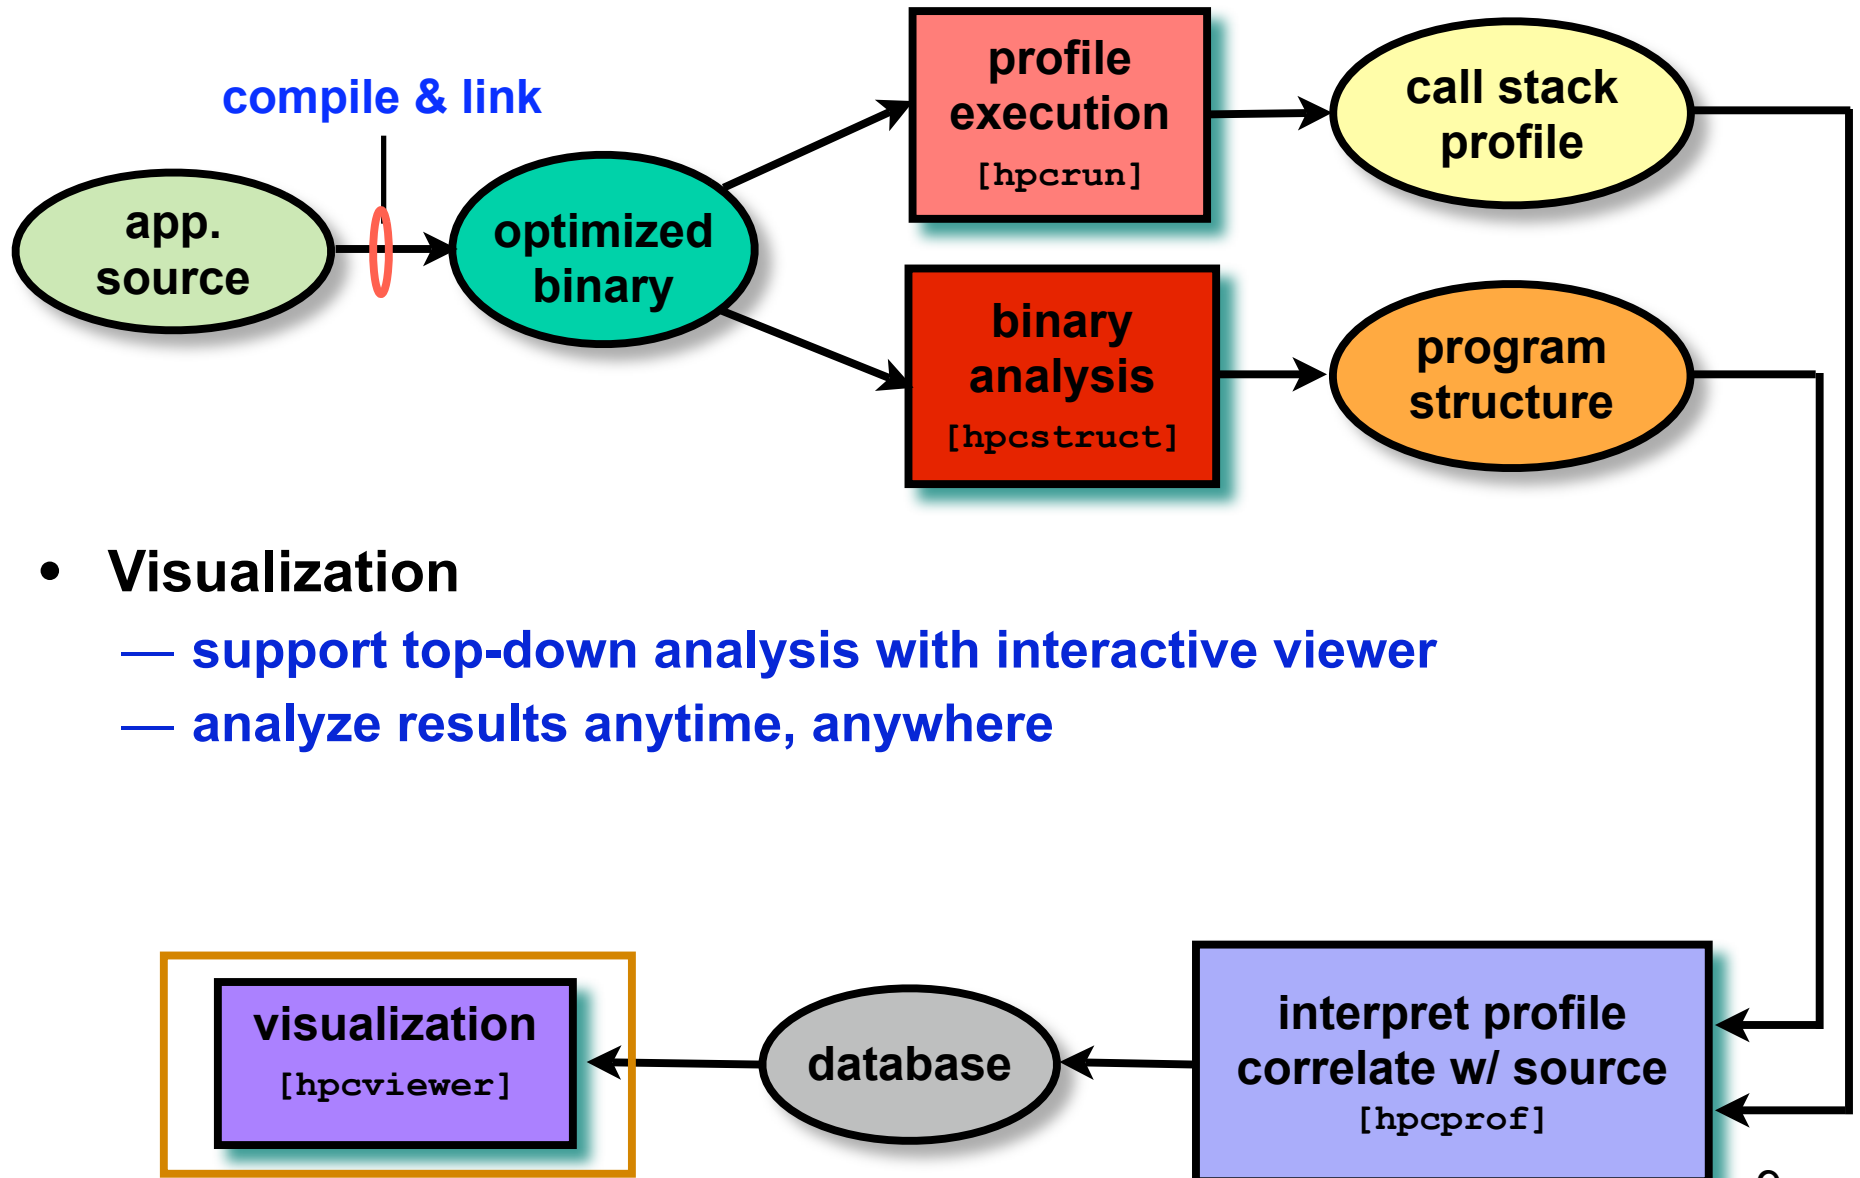 compile & link
app.
source
optimized
binary
profile
execution
[hpcrun]
call stack
profile
binary
analysis
[hpcstruct]
program
structure
• Visualization
— support top-down analysis with interactive viewer
— analyze results anytime, anywhere
visualization
[hpcviewer]
database
interpret profile
correlate w/ source
[hpcprof]